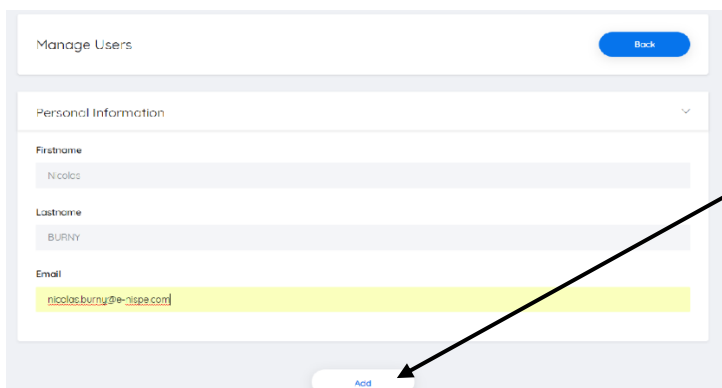 Manage Users
Back
Personal Information
Firstname
Nicolas
Lastname
BURNY
Email
nicolas.burny@e-nispe.com
Add